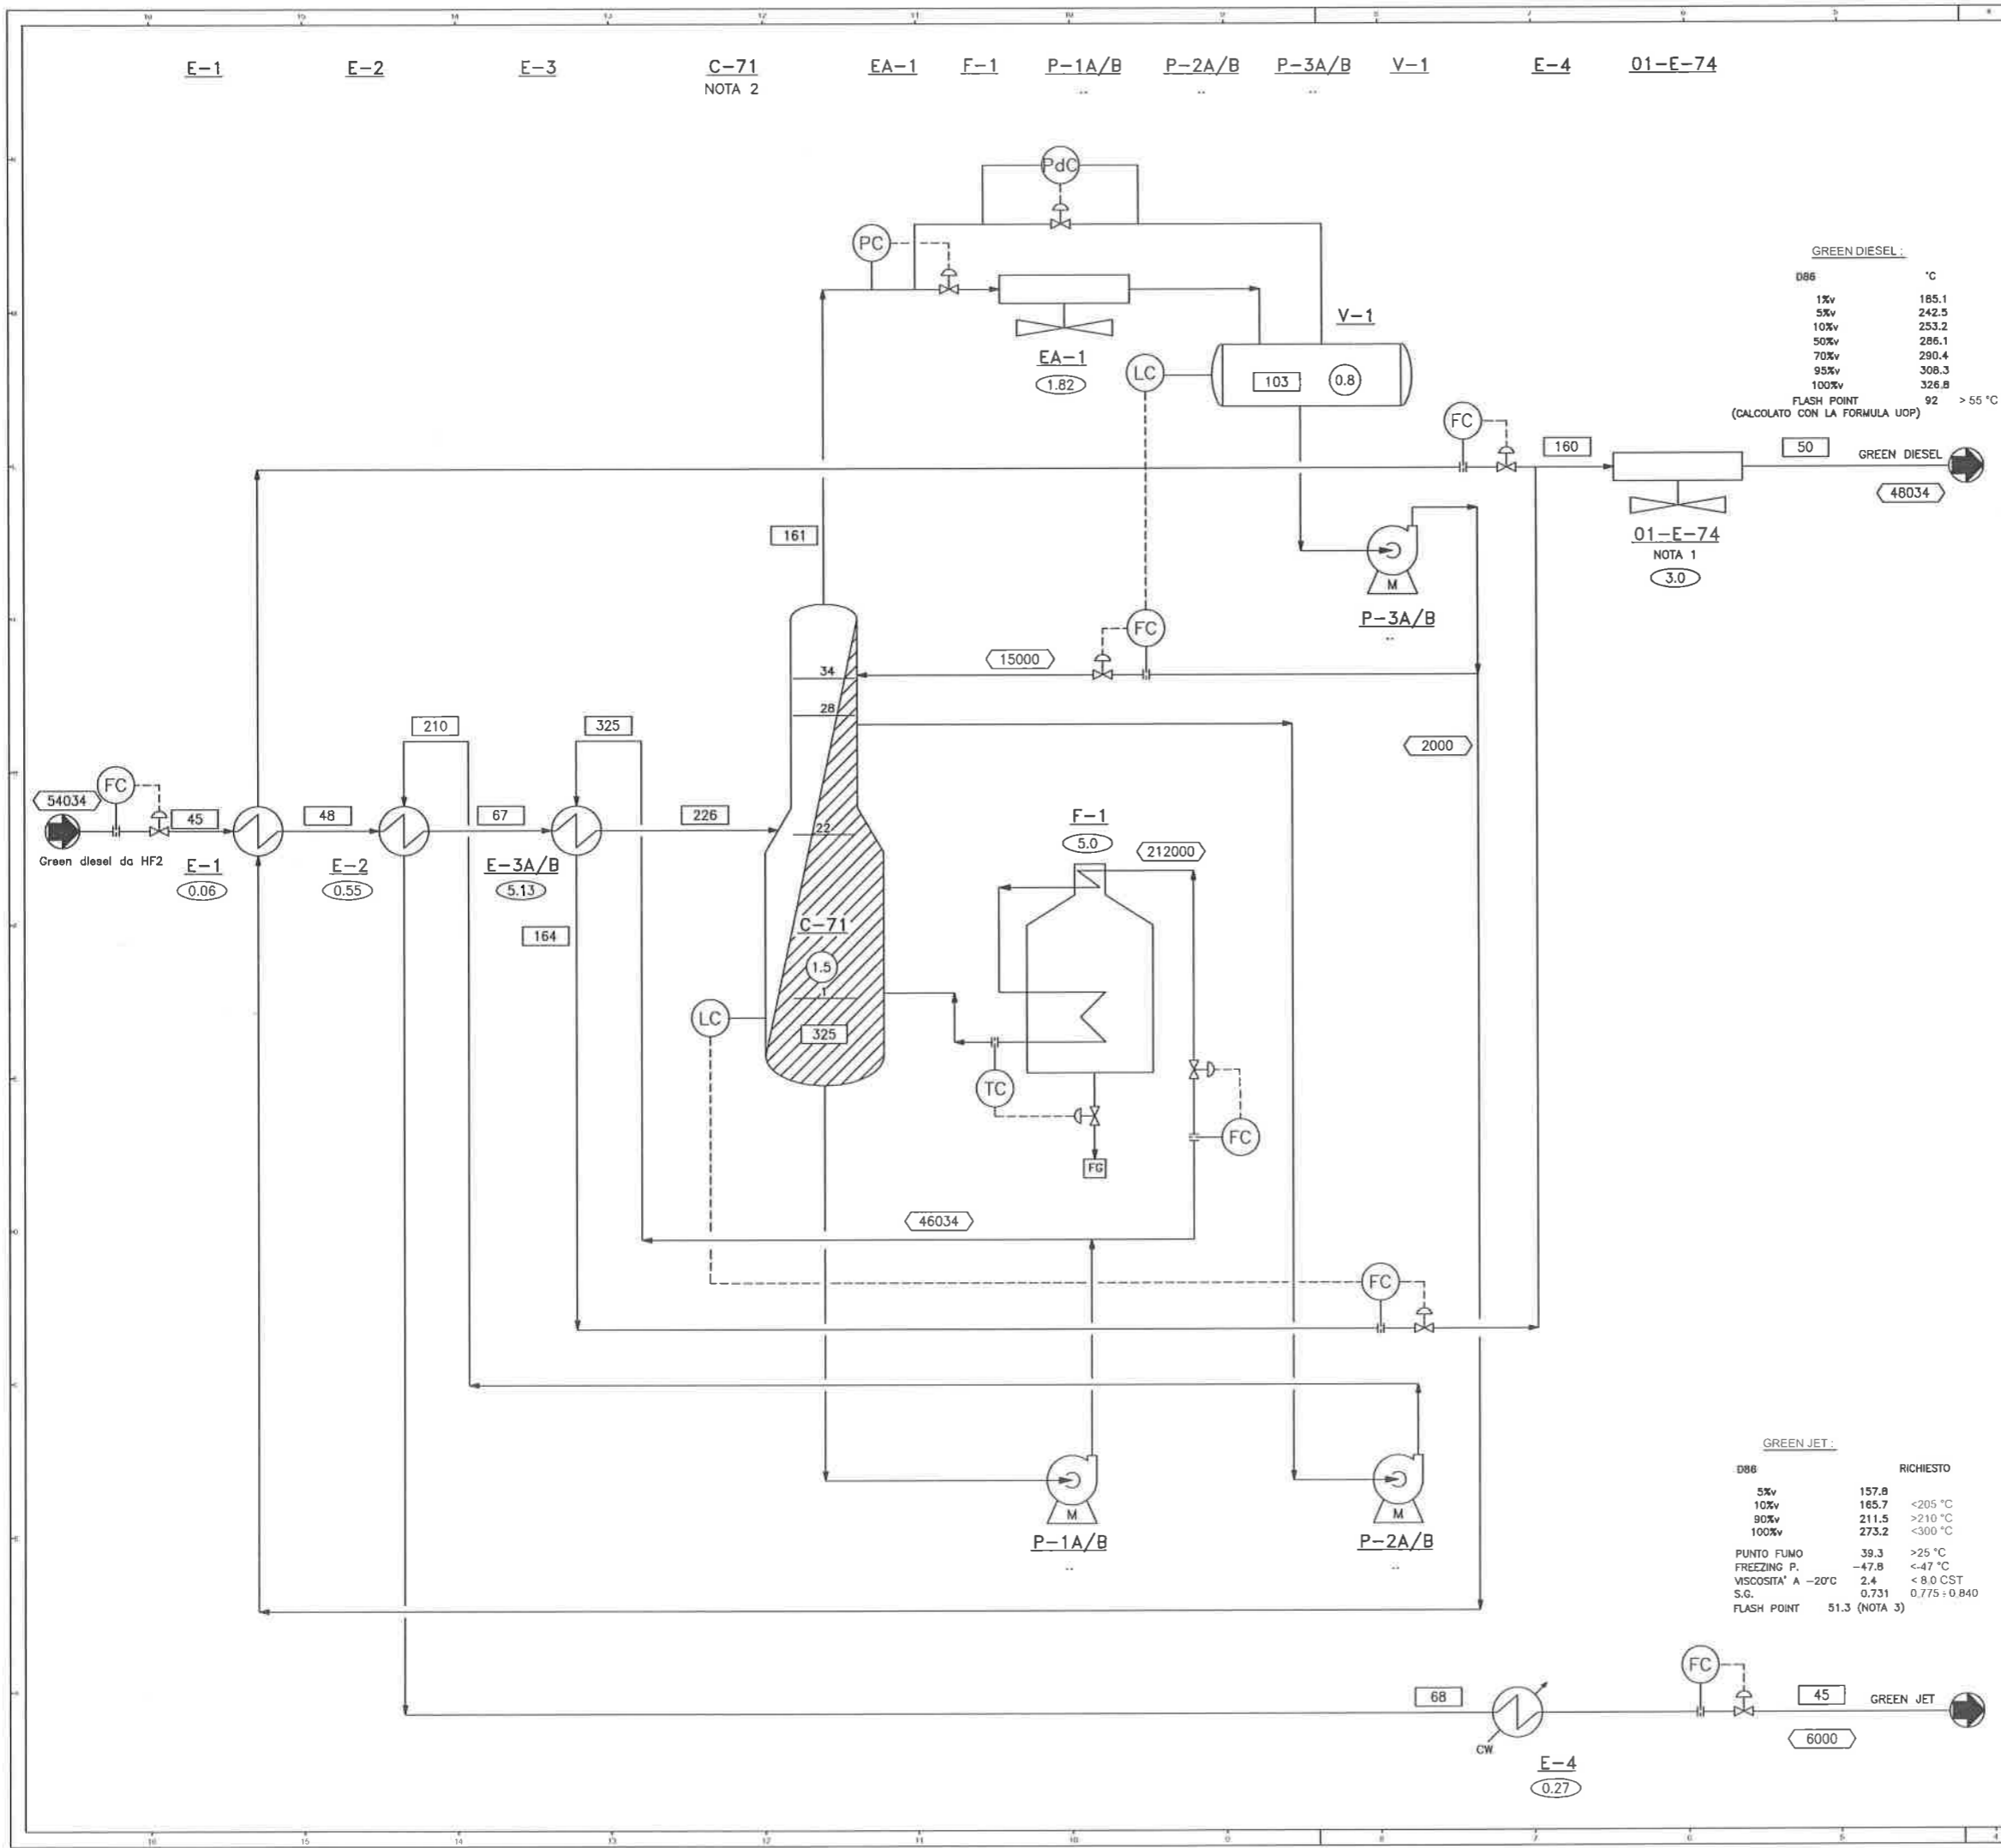 E-1 E-2 E-3 C-71 EA-1 F-1 P-1A/B P-2A/B P-3A/B V-1 E-4 01-E-74
NOTA 2 -- -- --
PdC
PC
GREEN DIESEL :
D86 °C
1%v 185.1
5%v 242.5
10%v 253.2
50%v 286.1
70%v 290.4
95%v 308.3
100%v 326.8
FLASH POINT 92 > 55 °C
(CALCOLATO CON LA FORMULA UOP)
V-1
EA-1
1.82
LC
103
0.8
FC
160
50
GREEN DIESEL
48034
161
01-E-74
NOTA 1
3.0
M
P-3A/B
--
FC
15000
34
28
210
325
2000
54034
FC
45
48
67
226
22
Green diesel da HF2
E-1
0.06
E-2
0.55
E-3A/B
5.13
F-1
5.0
212000
164
C-71
1.5
1
LC
325
TC
FC
FG
46034
FC
M
P-1A/B
--
M
P-2A/B
--
GREEN JET :
D86 RICHIESTO
5%v 157.8
10%v 165.7 <205 °C
90%v 211.5 >210 °C
100%v 273.2 <300 °C
PUNTO FUMO 39.3 >25 °C
FREEZING P. -47.8 <-47 °C
VISCOSITA' A -20°C 2.4 < 8.0 CST
S.G. 0.731 0.775 ÷ 0.840
FLASH POINT 51.3 (NOTA 3)
FC
68
45
GREEN JET
6000
CW
E-4
0.27